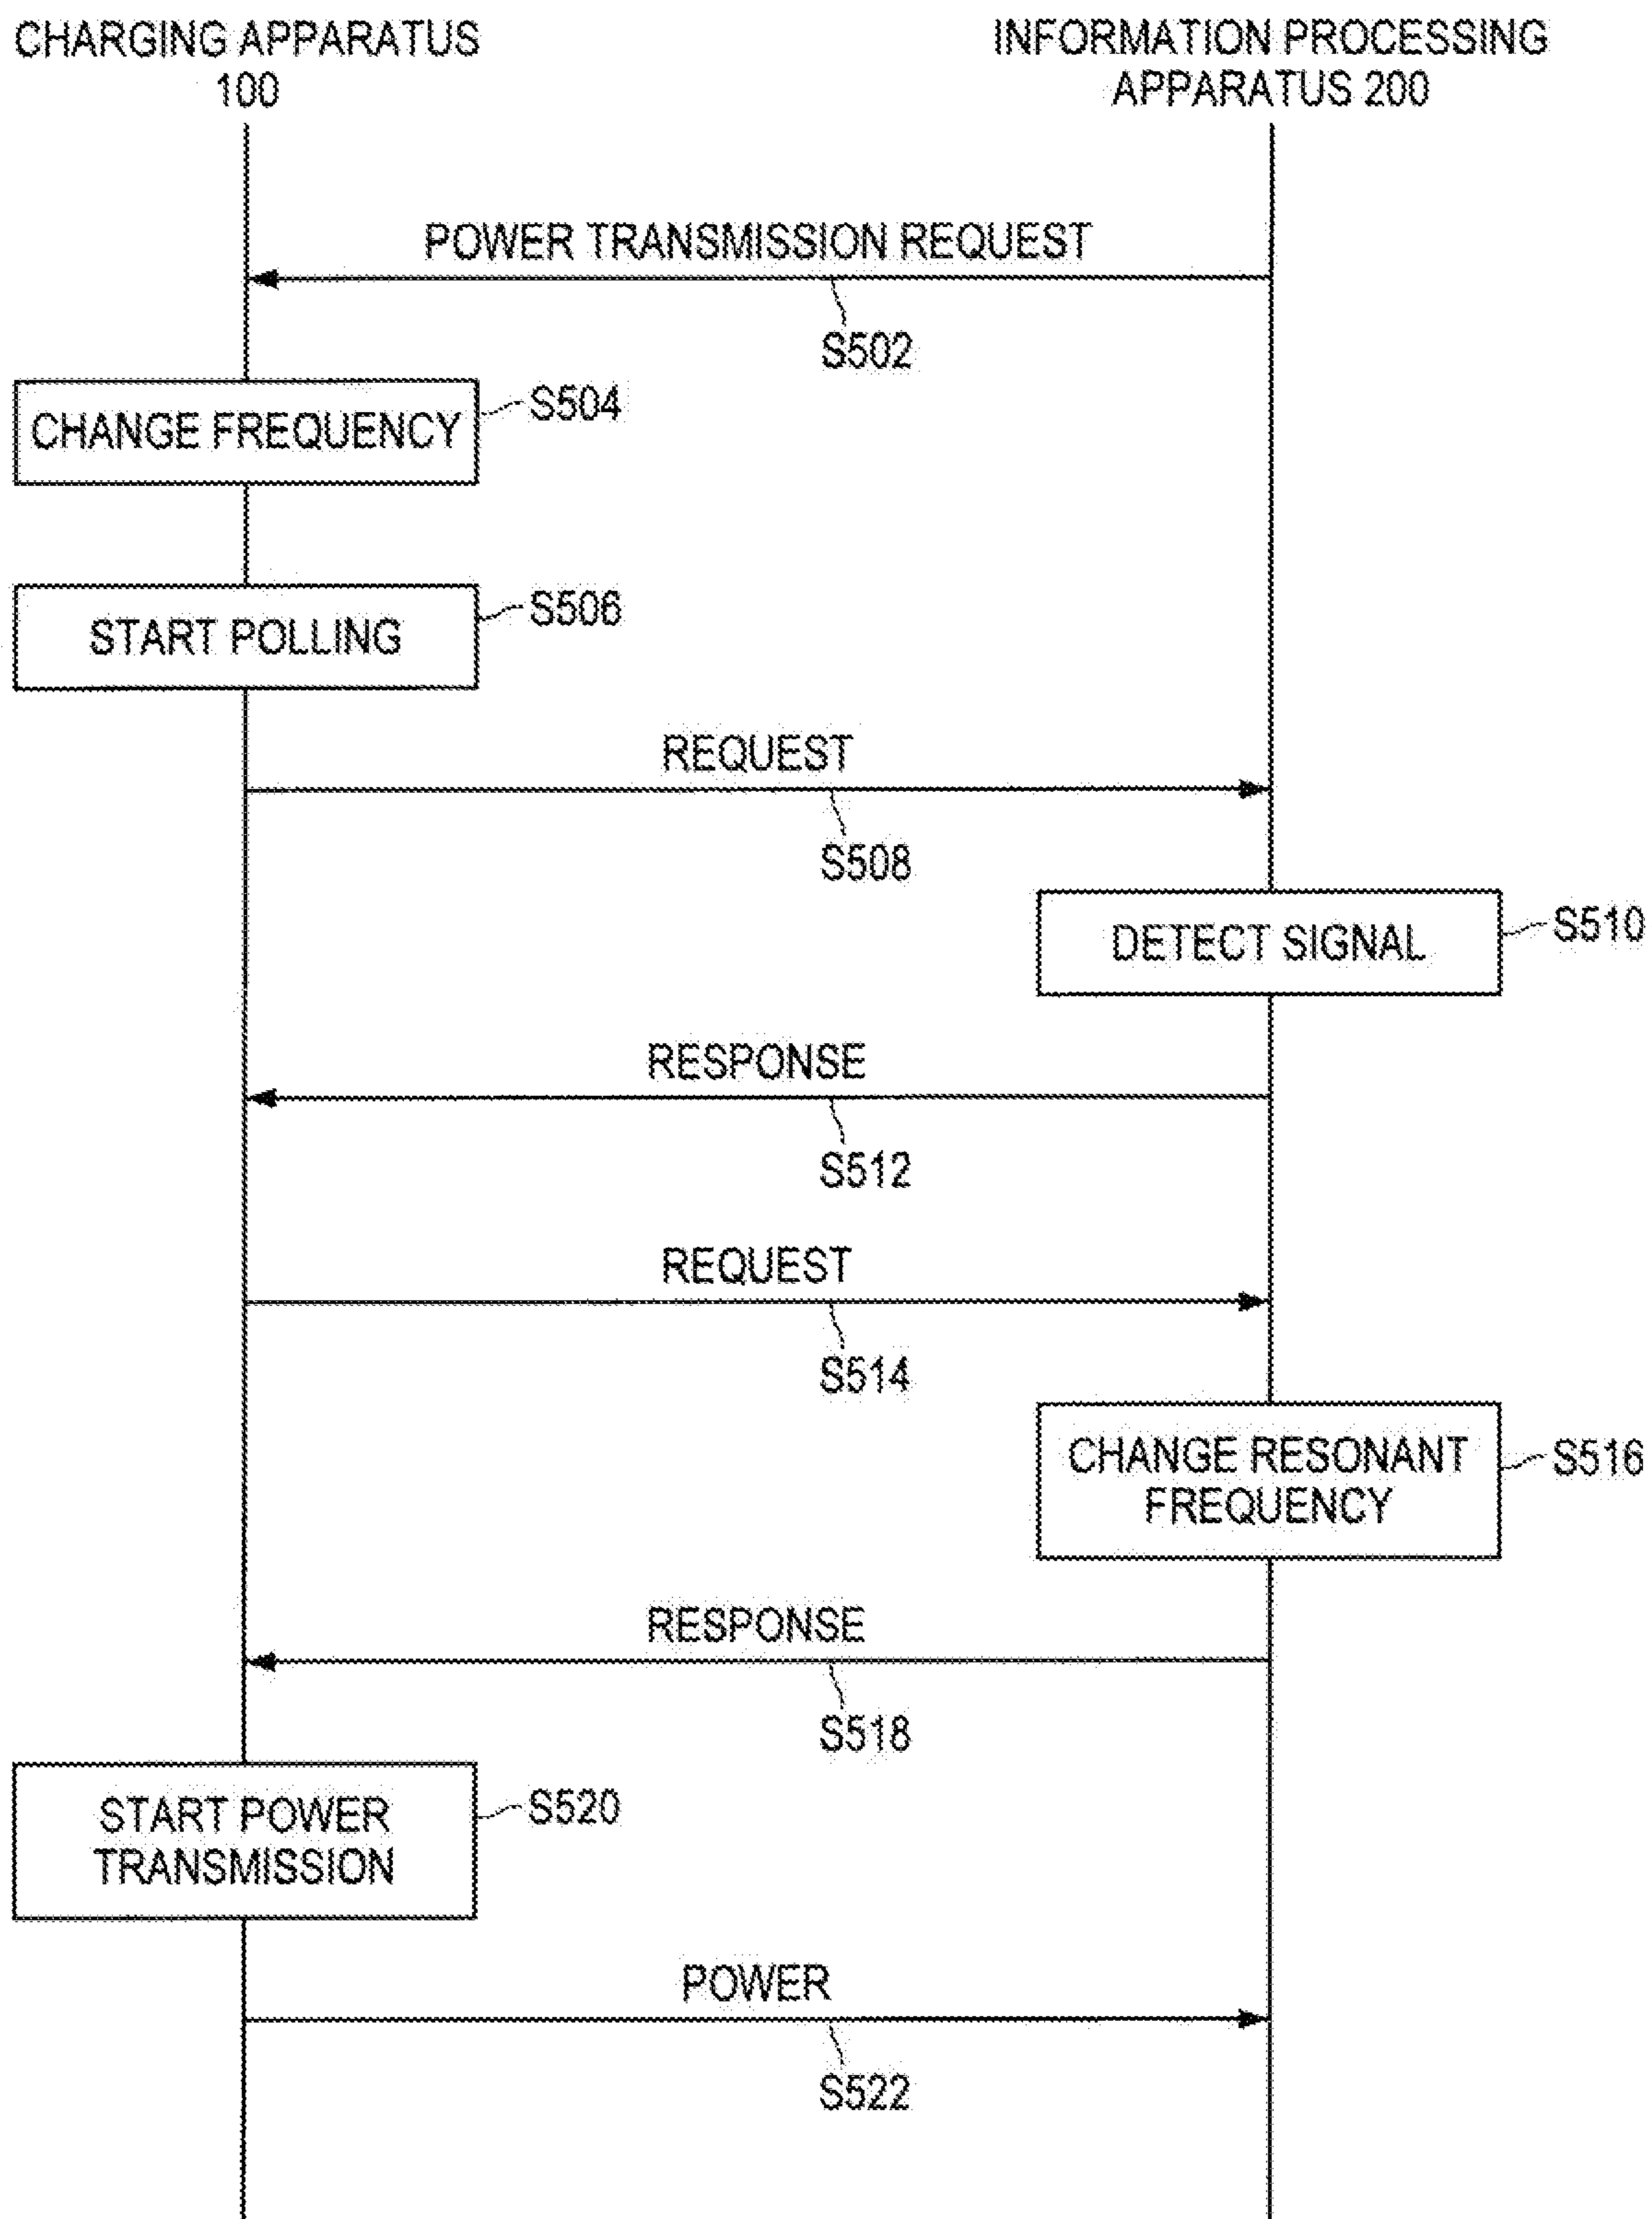 CHARGING APPARATUS
100
INFORMATION PROCESSING
APPARATUS 200
POWER TRANSMISSION REQUEST
S502
CHANGE FREQUENCY
S504
START POLLING
S506
REQUEST
S508
DETECT SIGNAL
S510
RESPONSE
S512
REQUEST
S514
CHANGE RESONANT
FREQUENCY
S516
RESPONSE
S518
START POWER
TRANSMISSION
S520
POWER
S522